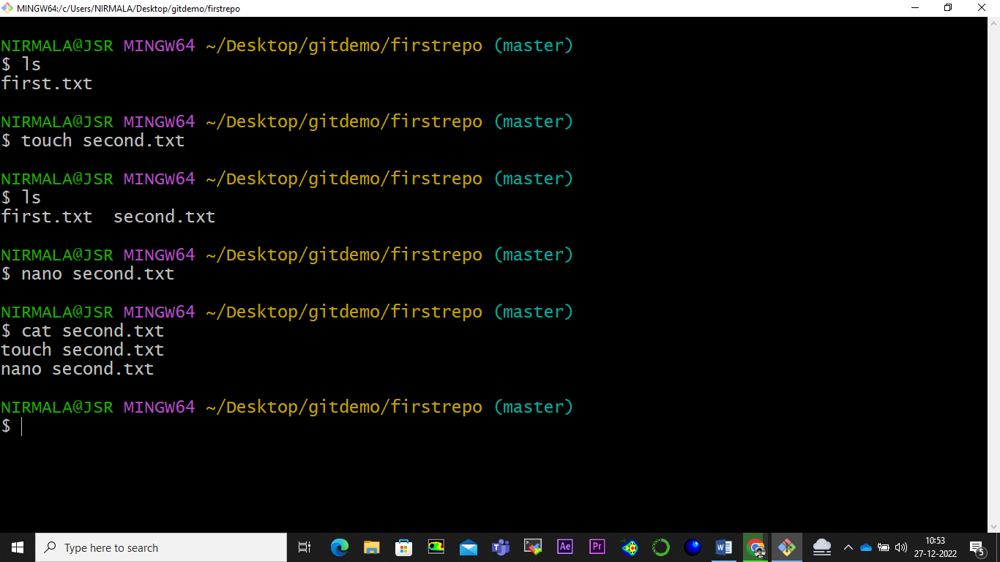 MINGW64:/c/Users/NIRMALA/Desktop/gitdemo/firstrepo
NIRMALA@JSR MINGW64 ~/Desktop/gitdemo/firstrepo (master)
$ ls
first.txt
NIRMALA@JSR MINGW64 ~/Desktop/gitdemo/firstrepo (master)
$ touch second.txt
NIRMALA@JSR MINGW64 ~/Desktop/gitdemo/firstrepo (master)
$ ls
first.txt  second.txt
NIRMALA@JSR MINGW64 ~/Desktop/gitdemo/firstrepo (master)
$ nano second.txt
NIRMALA@JSR MINGW64 ~/Desktop/gitdemo/firstrepo (master)
$ cat second.txt
touch second.txt
nano second.txt
NIRMALA@JSR MINGW64 ~/Desktop/gitdemo/firstrepo (master)
$
Type here to search
Ae
Pr
10:53
27-12-2022
5